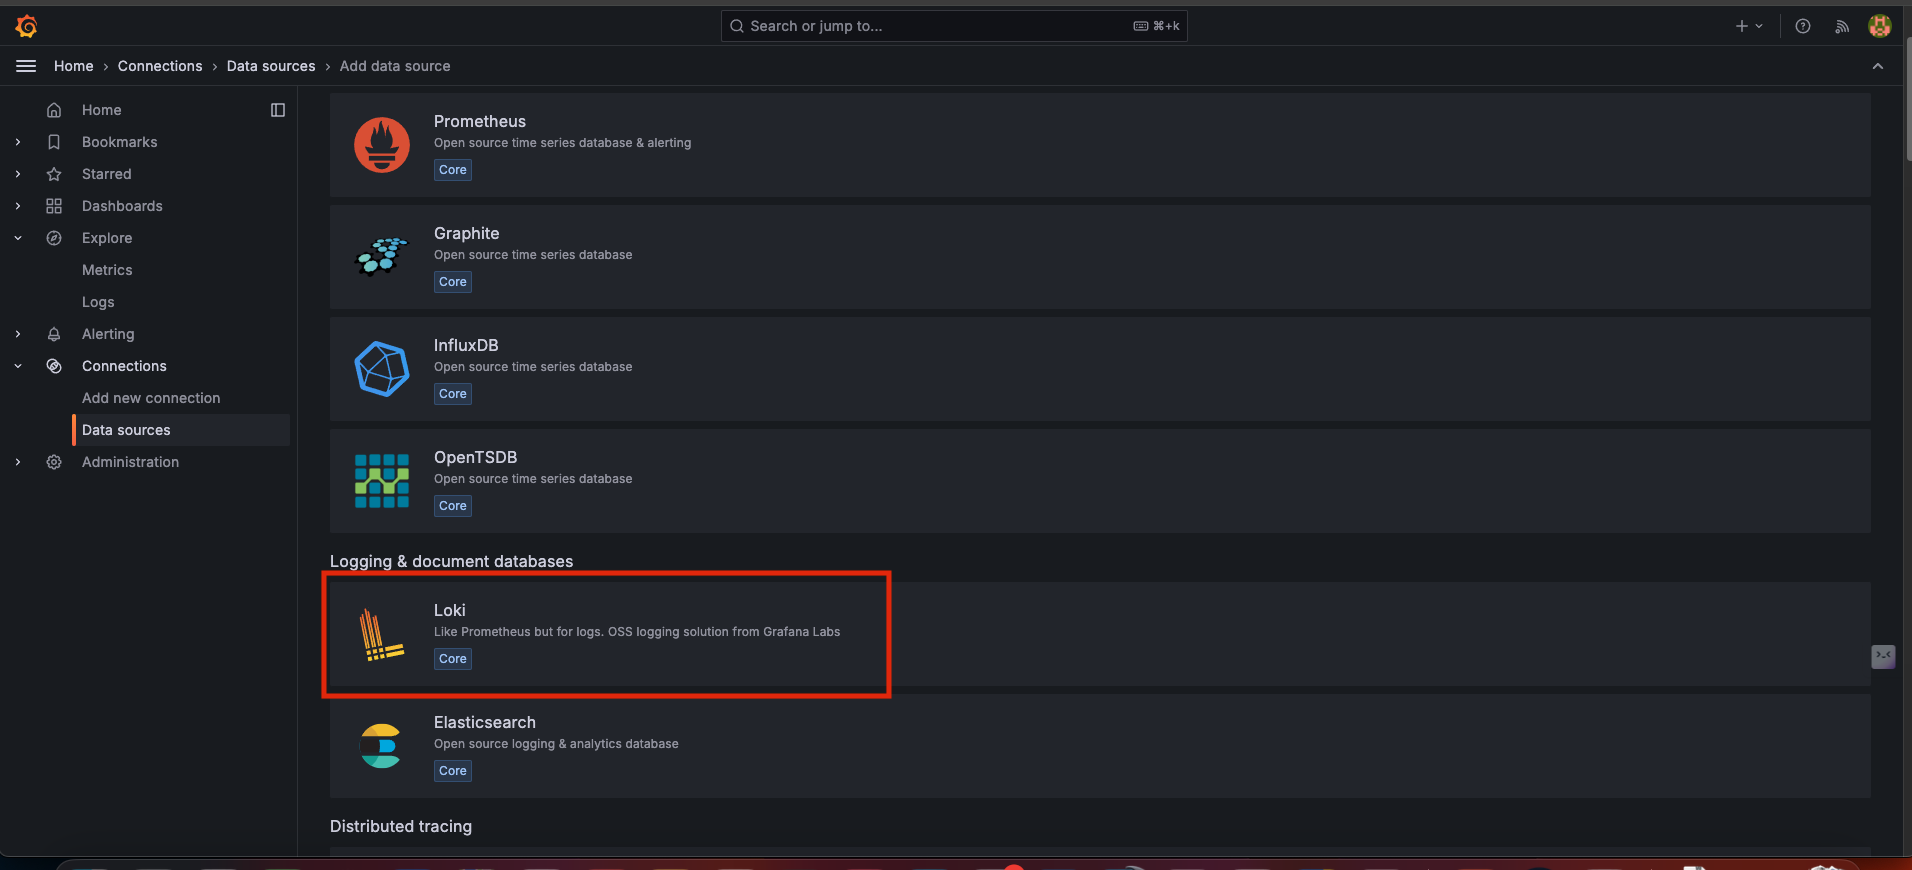 Search or jump to...
⌘+k
Home › Connections › Data sources › Add data source
Home
Bookmarks
Starred
Dashboards
Explore
Metrics
Logs
Alerting
Connections
Add new connection
Data sources
Administration
Prometheus
Open source time series database & alerting
Core
Graphite
Open source time series database
Core
InfluxDB
Open source time series database
Core
OpenTSDB
Open source time series database
Core
Logging & document databases
Loki
Like Prometheus but for logs. OSS logging solution from Grafana Labs
Core
Elasticsearch
Open source logging & analytics database
Core
Distributed tracing